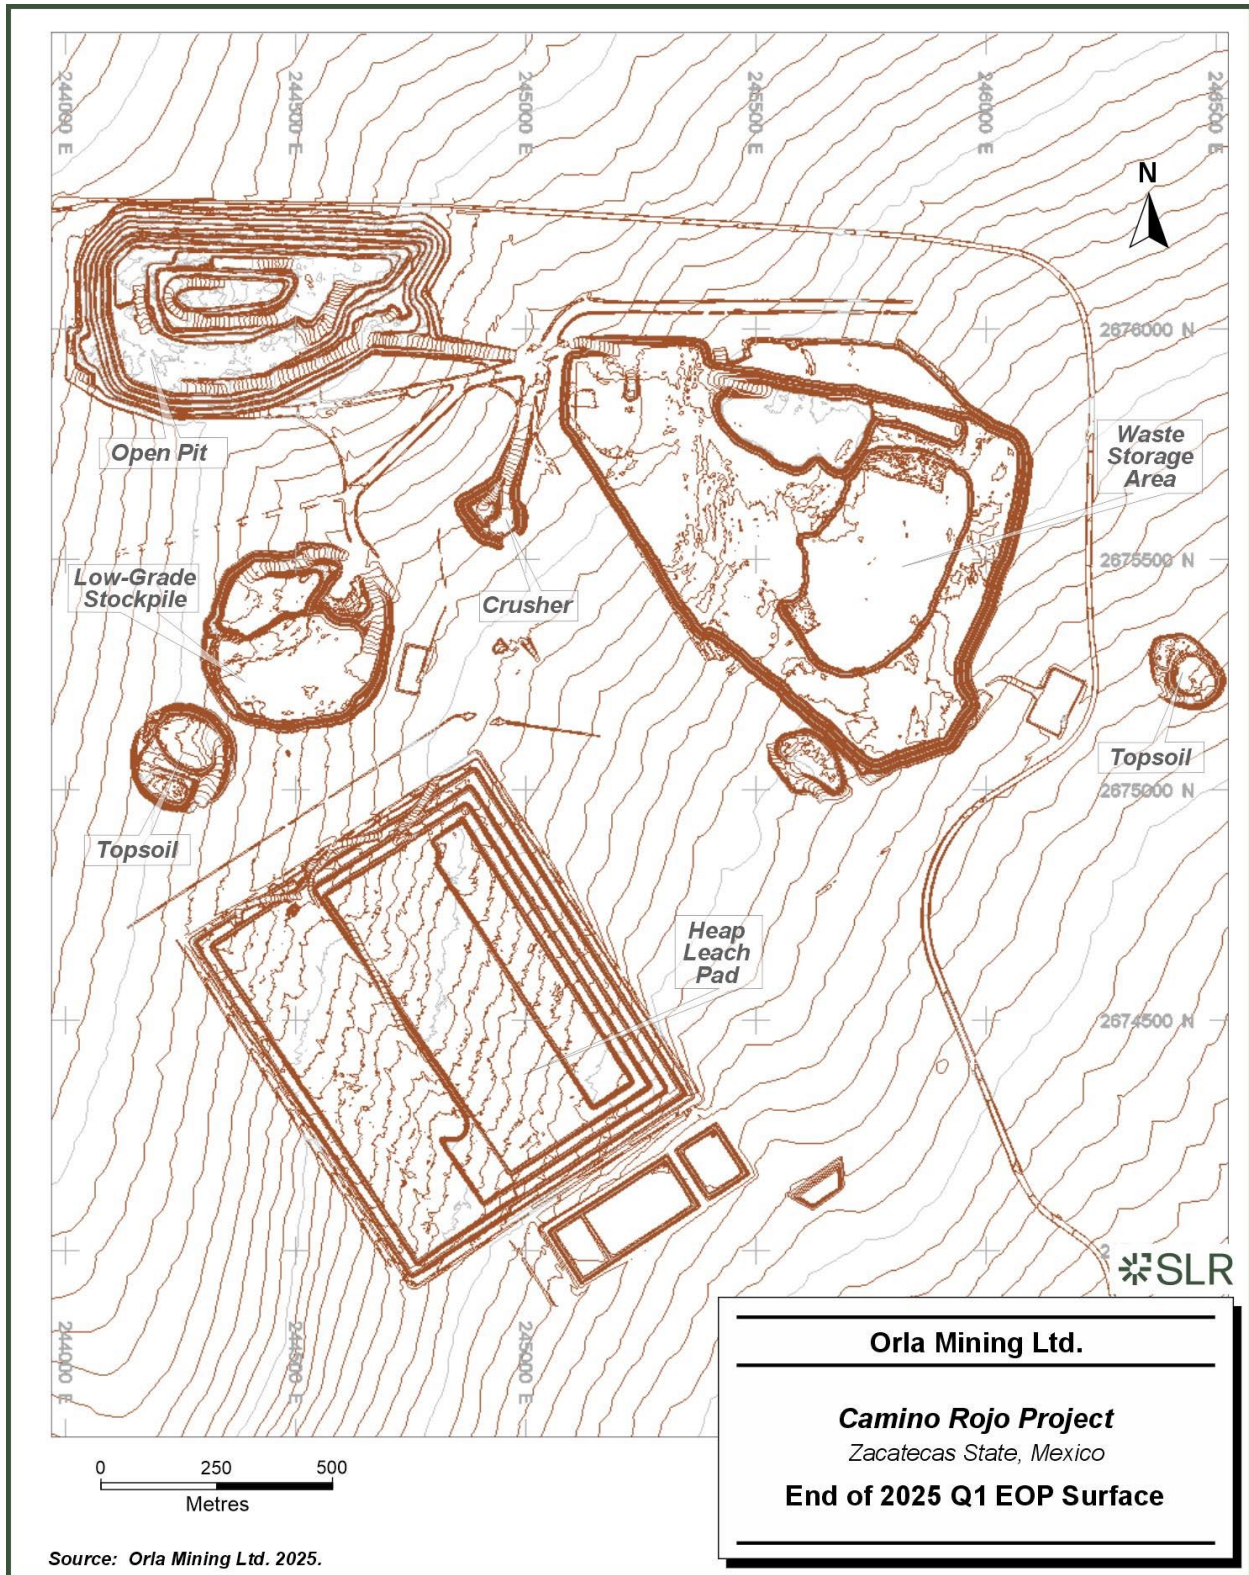 244000 E
244500 E
245000 E
245500 E
246000 E
246500 E
N
2676000 N
Open Pit
Waste
Storage
Area
2675500 N
Low-Grade
Stockpile
Crusher
Topsoil
2675000 N
Topsoil
Heap
Leach
Pad
2674500 N
2
SLR
244000 E
244500 E
245000 E
Orla Mining Ltd.
Camino Rojo Project
Zacatecas State, Mexico
End of 2025 Q1 EOP Surface
0 250 500
Metres
Source: Orla Mining Ltd. 2025.